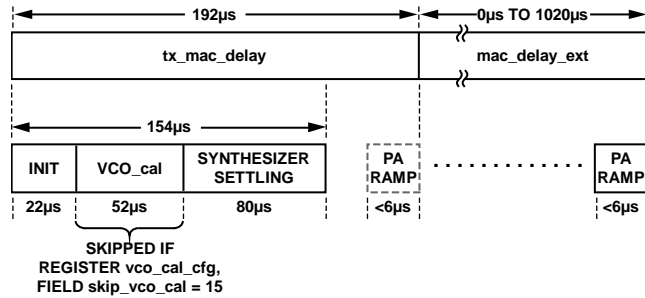 192µs
0µs TO 1020µs
tx_mac_delay
mac_delay_ext
154µs
INIT
VCO_cal
SYNTHESIZER
SETTLING
PA
RAMP
PA
RAMP
22µs
52µs
80µs
<6µs
<6µs
SKIPPED IF
REGISTER vco_cal_cfg,
FIELD skip_vco_cal = 15